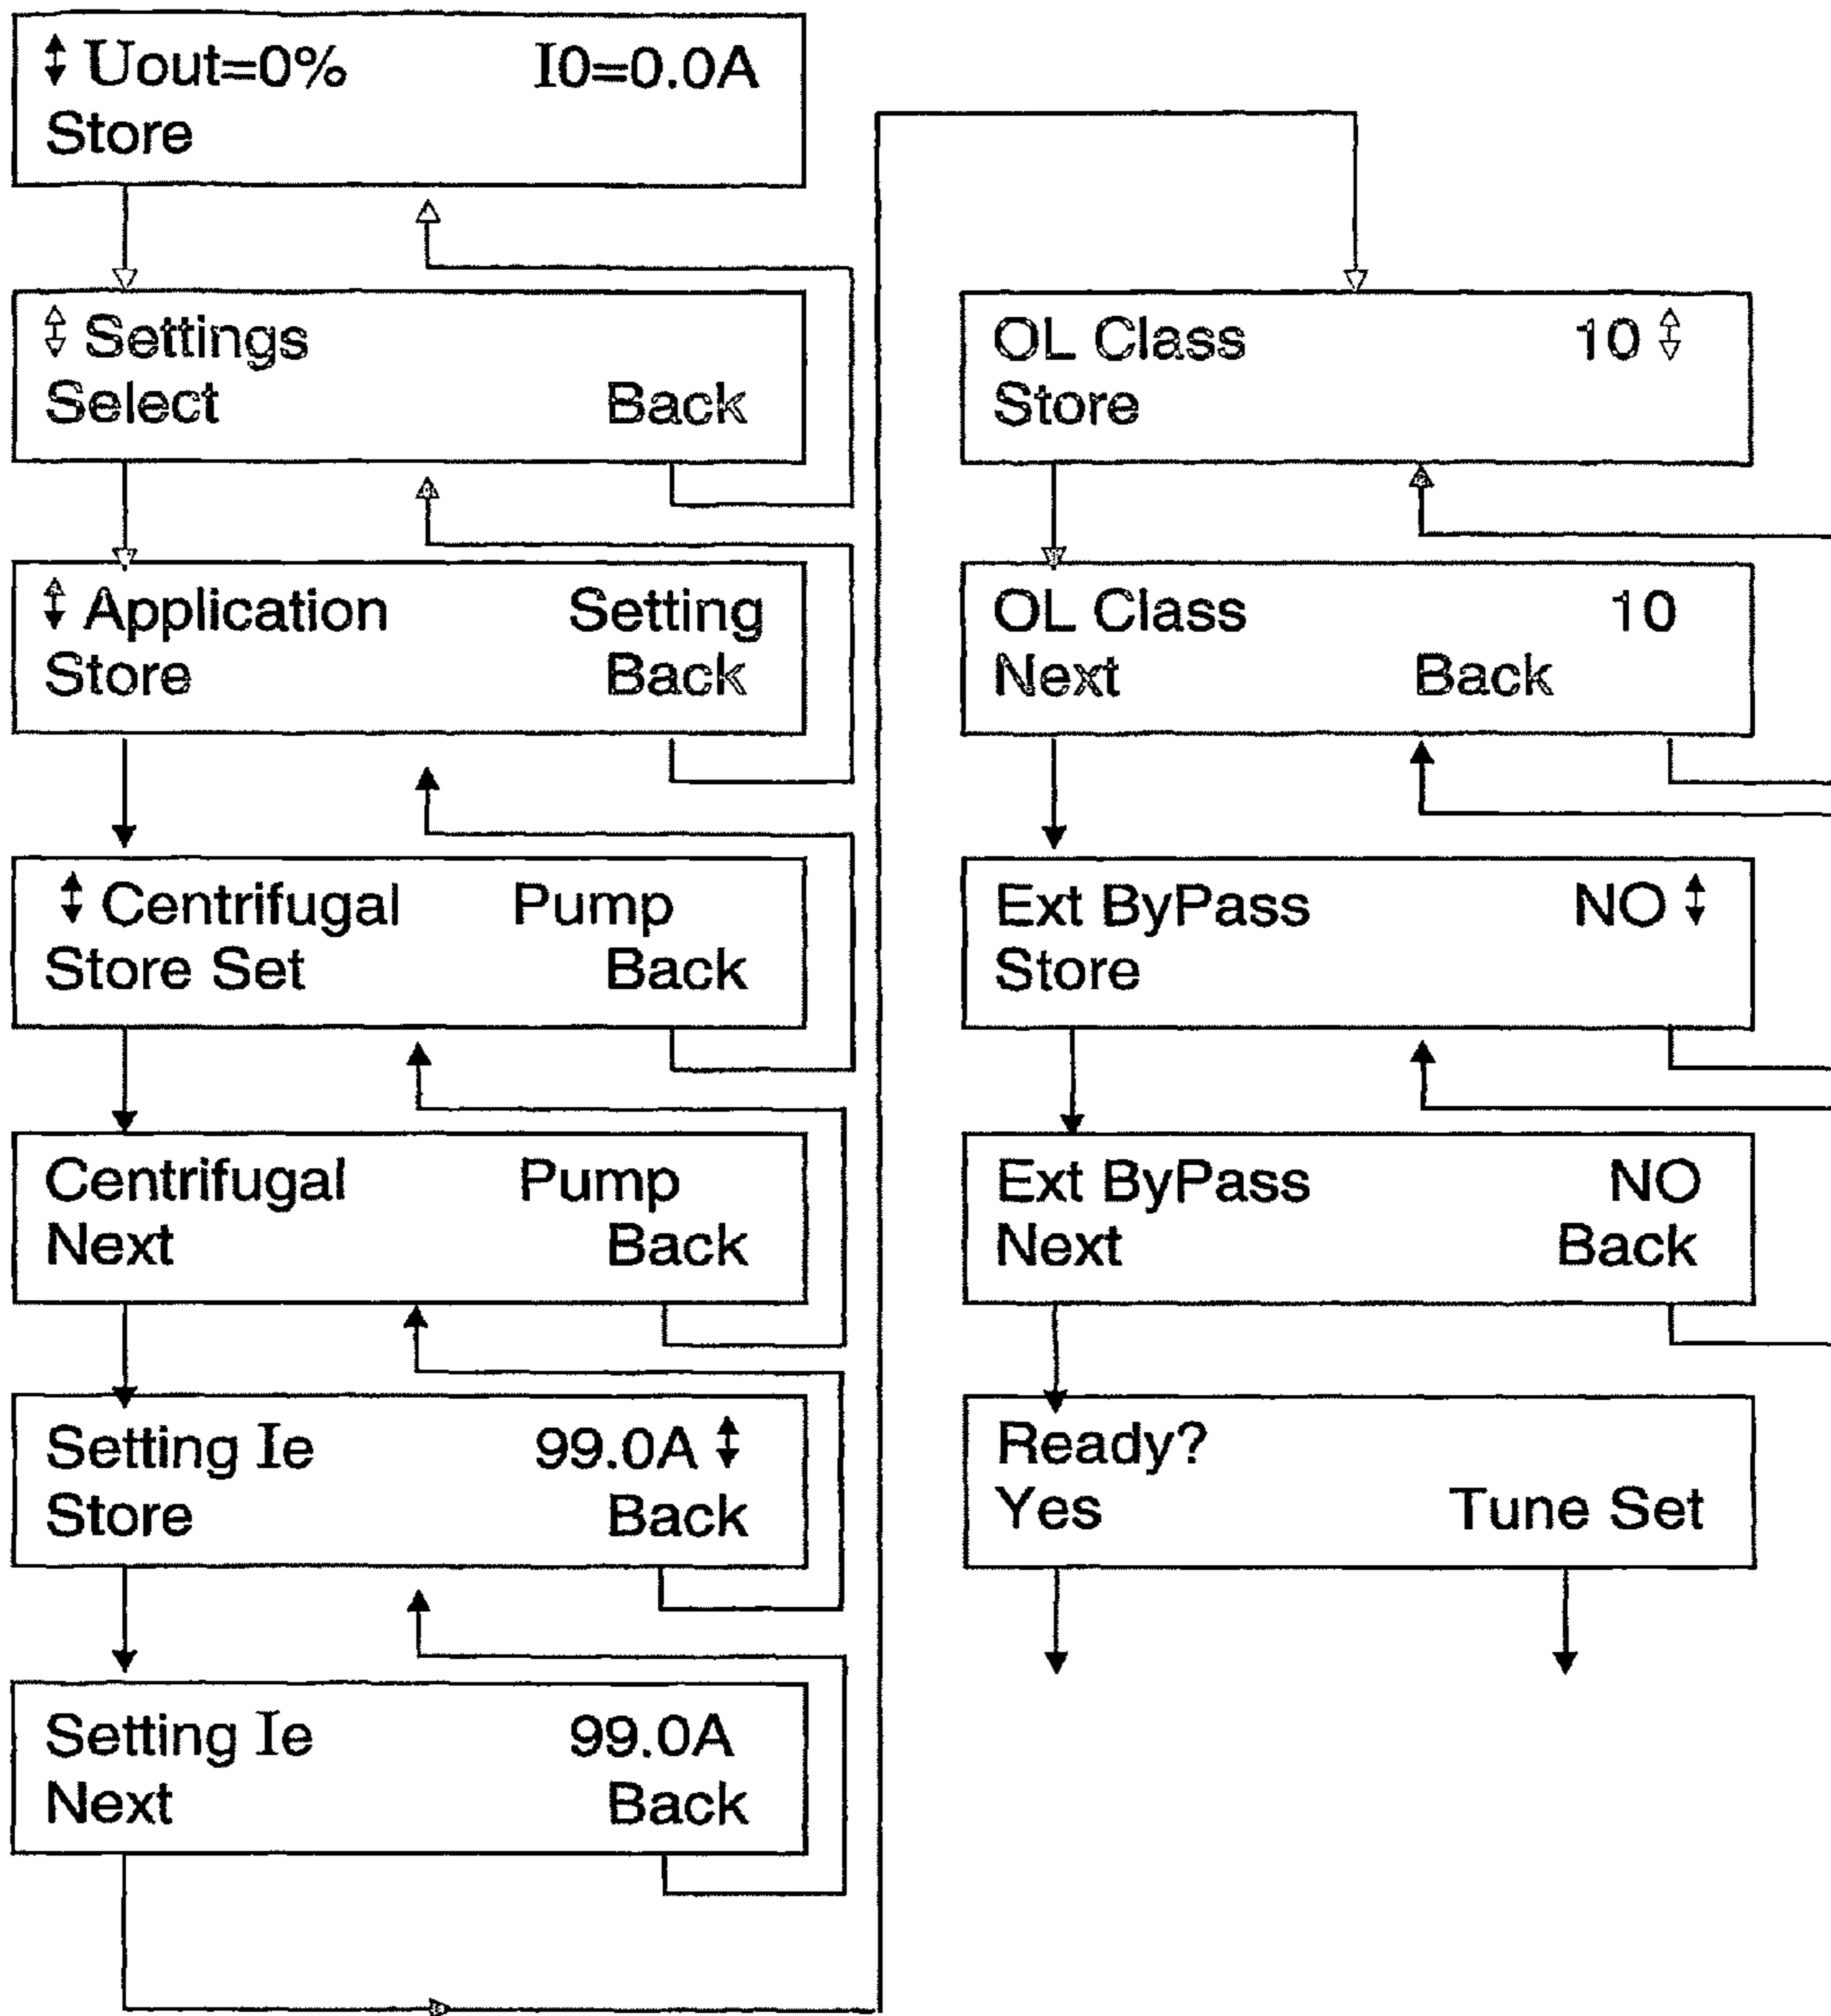 Uout=0% I0=0.0A
Store
Settings
Select Back
Application Setting
Store Back
Centrifugal Pump
Store Set Back
Centrifugal Pump
Next Back
Setting Ie 99.0A
Store Back
Setting Ie 99.0A
Next Back
OL Class 10
Store
OL Class 10
Next Back
Ext ByPass NO
Store
Ext ByPass NO
Next Back
Ready?
Yes Tune Set